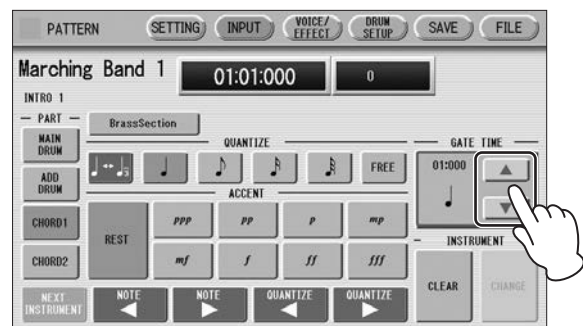 PATTERN SETTING INPUT VOICE/ EFFECT DRUM SETUP SAVE FILE
Marching Band 1 01:01:000 0
INTRO 1
PART BrassSection
QUANTIZE GATE TIME
MAIN DRUM FREE 01:000
ADD DRUM
ACCENT
CHORD1 REST ppp pp p mp
INSTRUMENT
CHORD2 mf f ff fff CLEAR CHANGE
NEXT INSTRUMENT NOTE NOTE QUANTIZE QUANTIZE